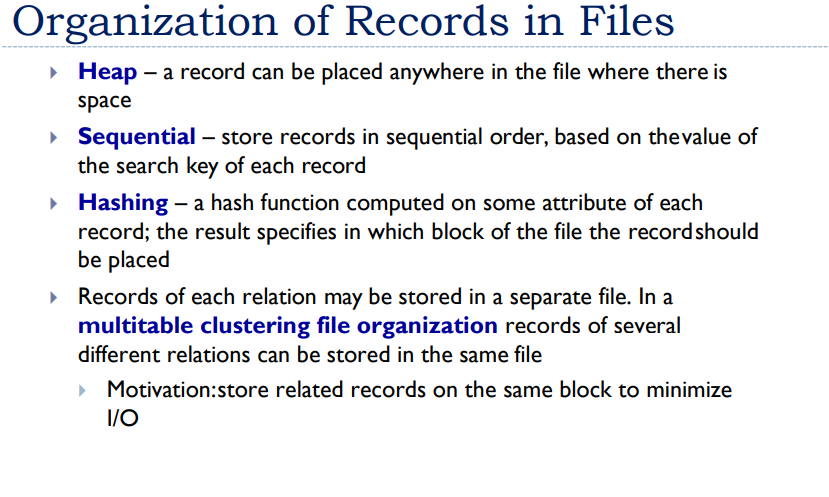 Organization of Records in Files
Heap – a record can be placed anywhere in the file where there is
space
Sequential – store records in sequential order, based on thevalue of
the search key of each record
Hashing – a hash function computed on some attribute of each
record; the result specifies in which block of the file the recordshould
be placed
Records of each relation may be stored in a separate file. In a
multitable clustering file organization records of several
different relations can be stored in the same file
Motivation:store related records on the same block to minimize
I/O